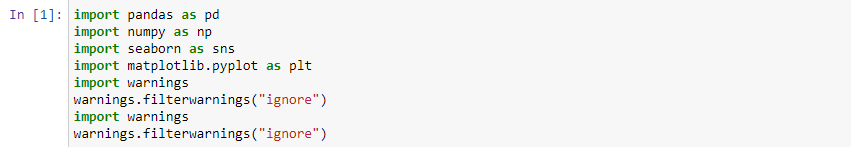 In [1]: import pandas as pd
import numpy as np
import seaborn as sns
import matplotlib.pyplot as plt
import warnings
warnings.filterwarnings("ignore")
import warnings
warnings.filterwarnings("ignore")